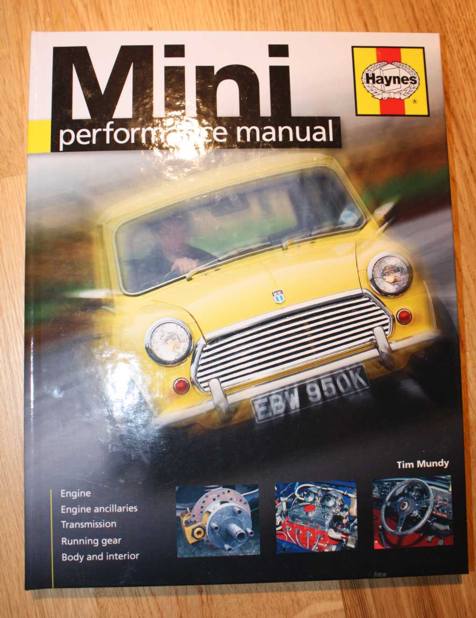 Mini
Haynes
®
performance manual
EBW 950K
Tim Mundy
Engine
Engine ancillaries
Transmission
Running gear
Body and interior